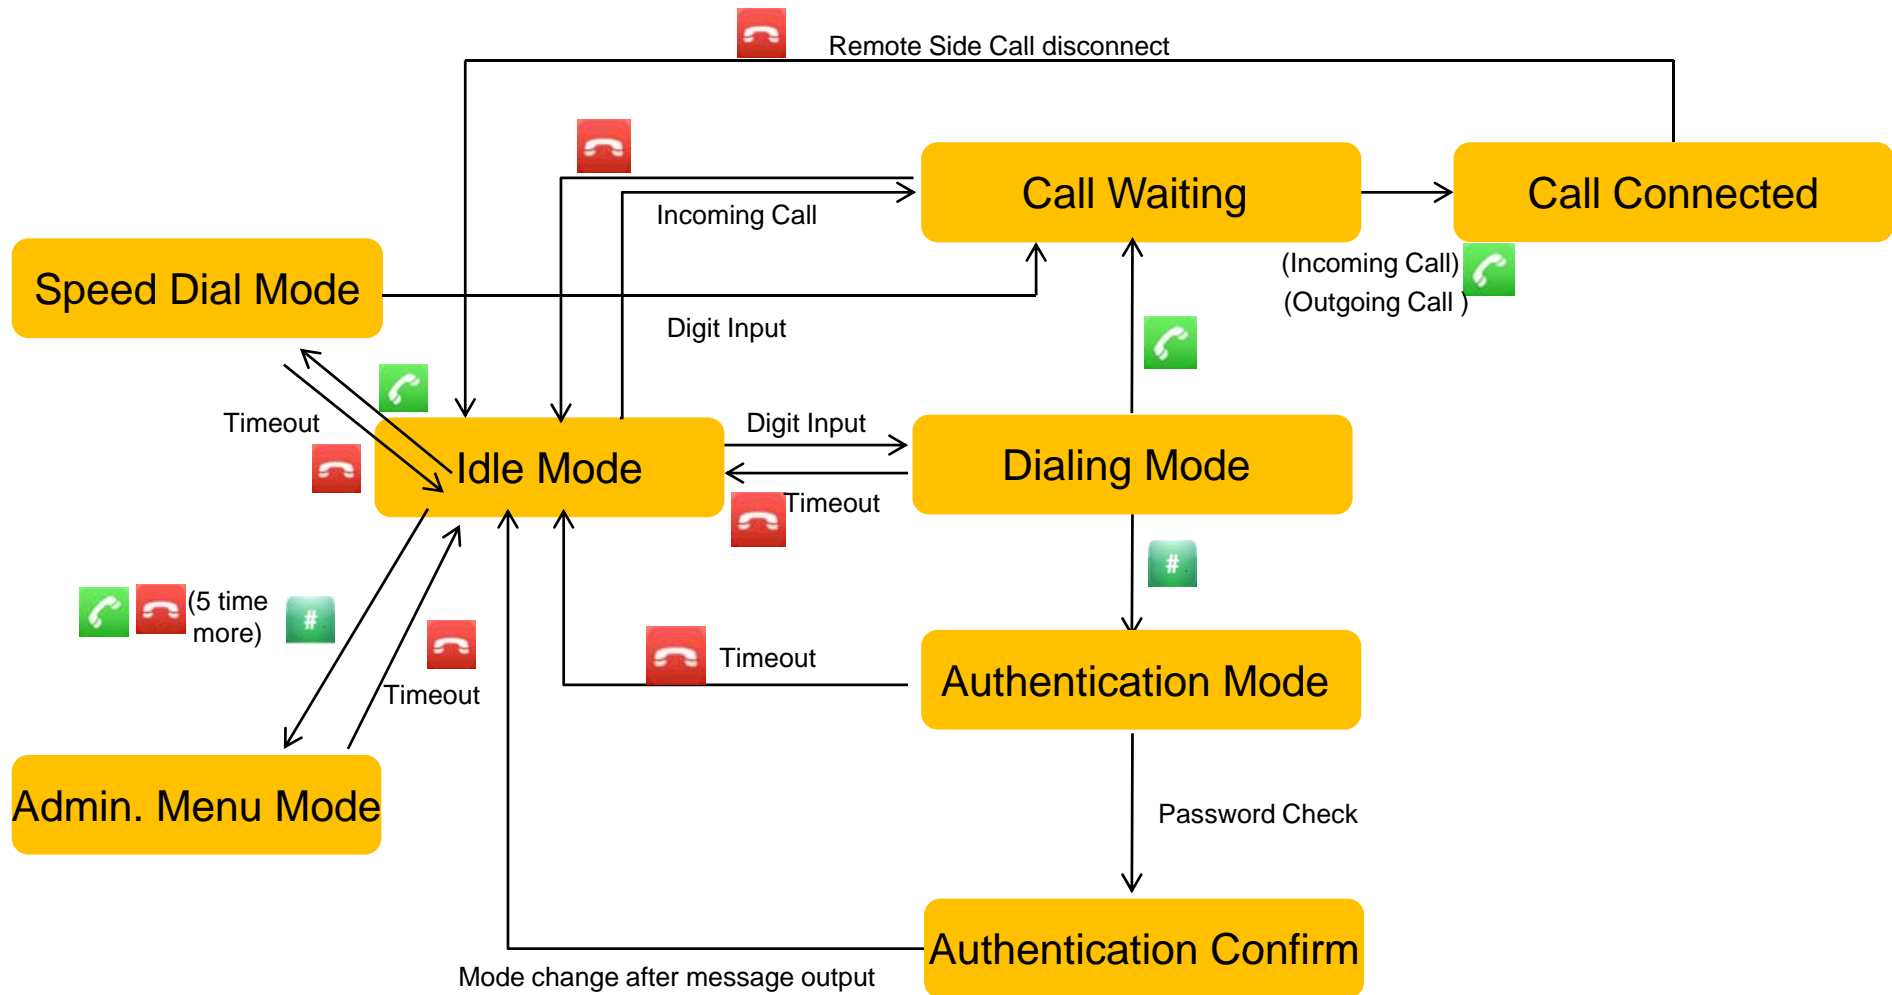 Remote Side Call disconnect
Call Waiting
Call Connected
Incoming Call
(Incoming Call)
(Outgoing Call )
Speed Dial Mode
Digit Input
Timeout
Idle Mode
Digit Input
Timeout
Dialing Mode
#
(5 time
more)
#
Timeout
Timeout
Authentication Mode
Admin. Menu Mode
Password Check
Authentication Confirm
Mode change after message output